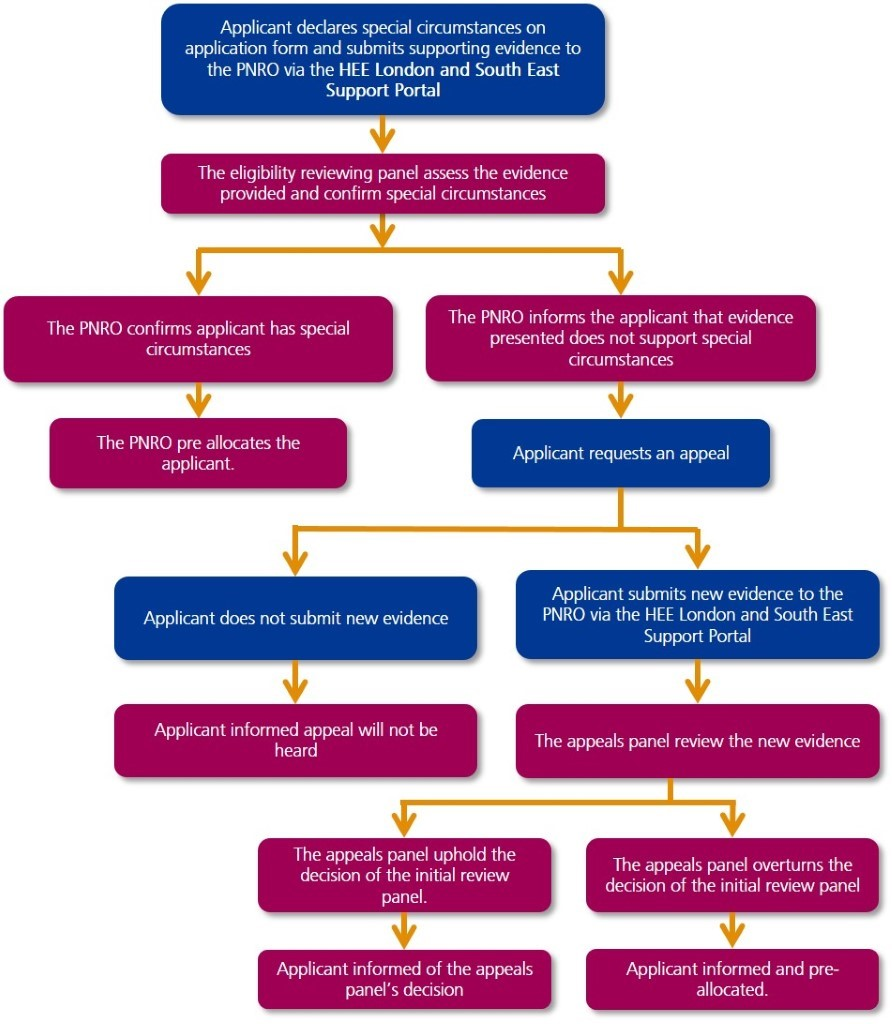 Applicant declares special circumstances on
application form and submits supporting evidence to
the PNRO via the HEE London and South East
Support Portal
The eligibility reviewing panel assess the evidence
provided and confirm special circumstances
The PNRO confirms applicant has special
circumstances
The PNRO informs the applicant that evidence
presented does not support special
circumstances
The PNRO pre allocates the
applicant.
Applicant requests an appeal
Applicant does not submit new evidence
Applicant submits new evidence to the
PNRO via the HEE London and South East
Support Portal
Applicant informed appeal will not be
heard
The appeals panel review the new evidence
The appeals panel uphold the
decision of the initial review
panel.
The appeals panel overturns the
decision of the initial review panel
Applicant informed of the appeals
panel's decision
Applicant informed and pre-
allocated.